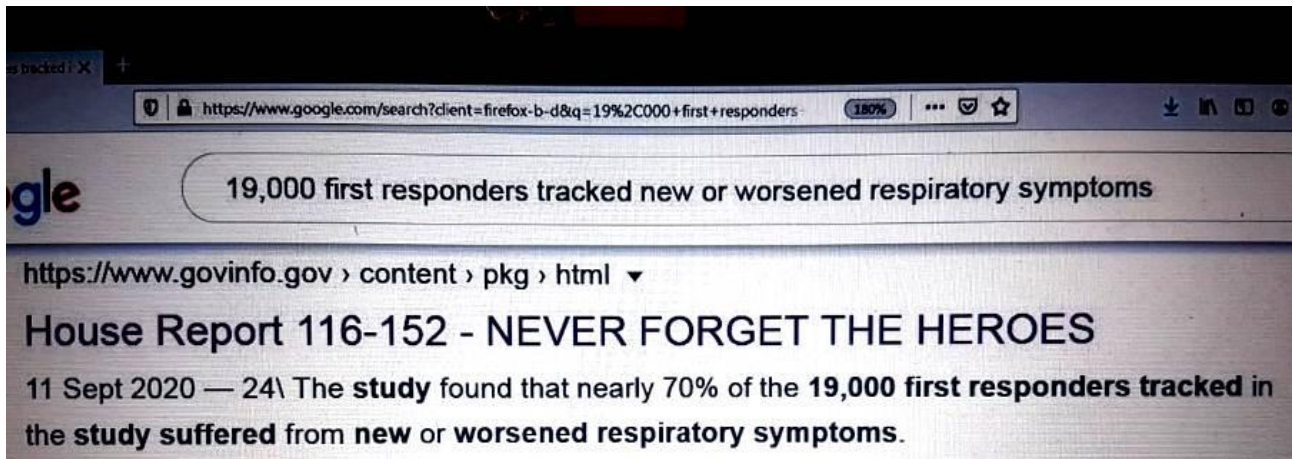 https://www.google.com/search?client=firefox-b-d&q=19%2C000+first+responders 180%
gle 19,000 first responders tracked new or worsened respiratory symptoms
https://www.govinfo.gov › content › pkg › html
House Report 116-152 - NEVER FORGET THE HEROES
11 Sept 2020 — 24\ The study found that nearly 70% of the 19,000 first responders tracked in
the study suffered from new or worsened respiratory symptoms.